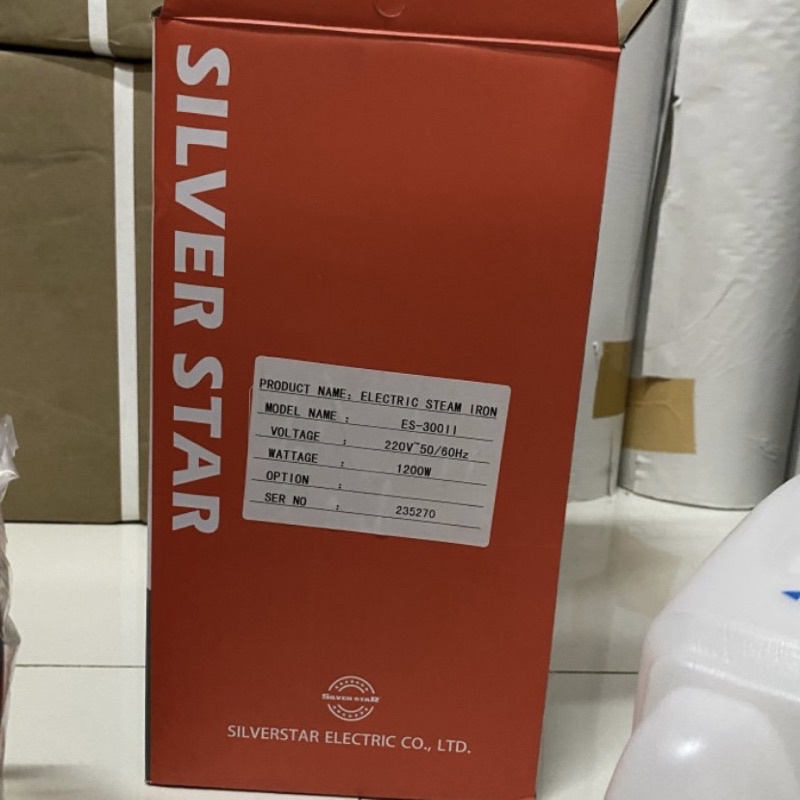 SILVER STAR
PRODUCT NAME: ELECTRIC STEAM IRON
MODEL NAME : ES-300II
VOLTAGE : 220V~50/60Hz
WATTAGE : 1200W
OPTION :
SER NO : 235270
SILVER STAR
SILVERSTAR ELECTRIC CO., LTD.